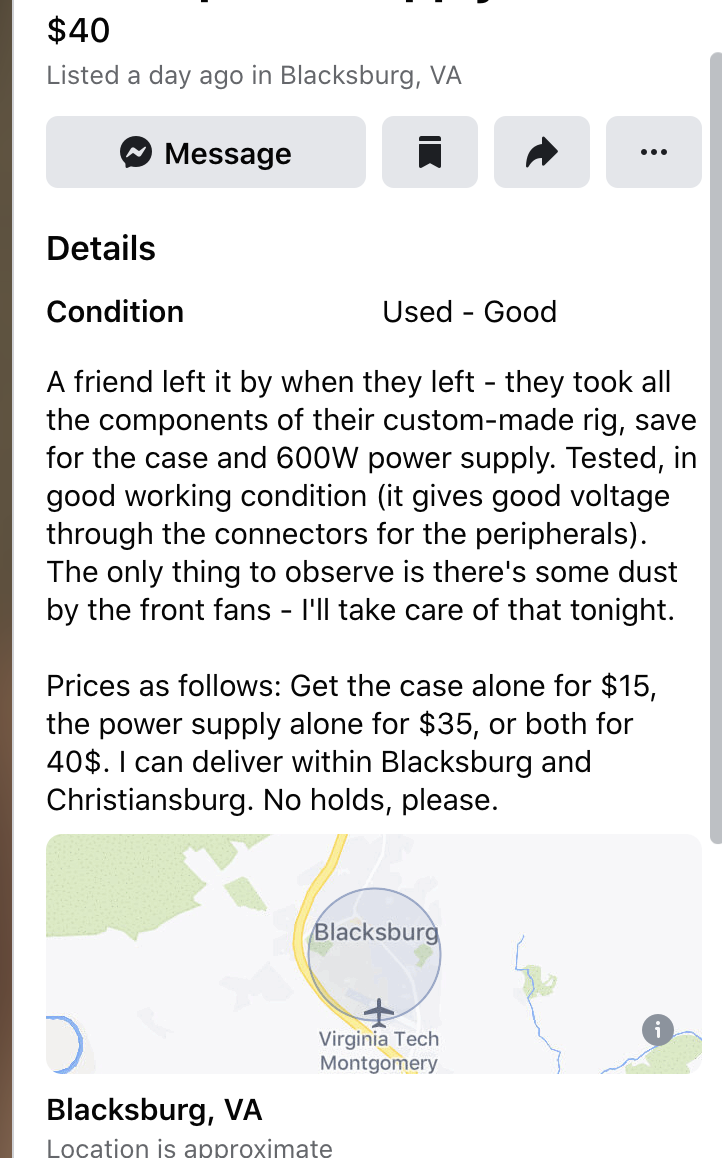 $40
Listed a day ago in Blacksburg, VA
Message
Details
Condition Used - Good
A friend left it by when they left - they took all
the components of their custom-made rig, save
for the case and 600W power supply. Tested, in
good working condition (it gives good voltage
through the connectors for the peripherals).
The only thing to observe is there's some dust
by the front fans - I'll take care of that tonight.
Prices as follows: Get the case alone for $15,
the power supply alone for $35, or both for
40$. I can deliver within Blacksburg and
Christiansburg. No holds, please.
Blacksburg
Virginia Tech
Montgomery
Blacksburg, VA
Location is approximate